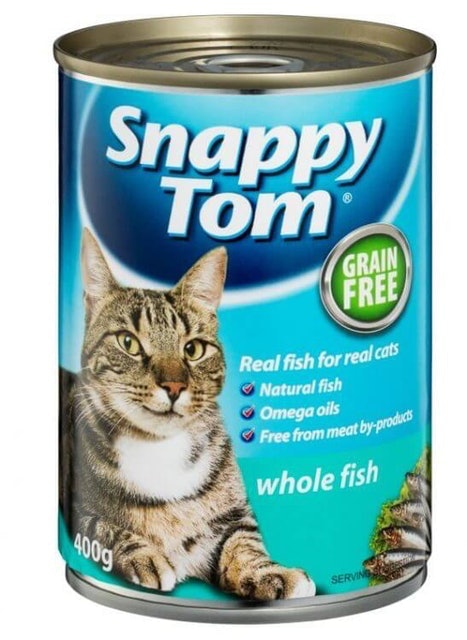 Snappy
Tom®
GRAIN
FREE
Real fish for real cats
Natural fish
Omega oils
Free from meat by-products
whole fish
400g
SERVING